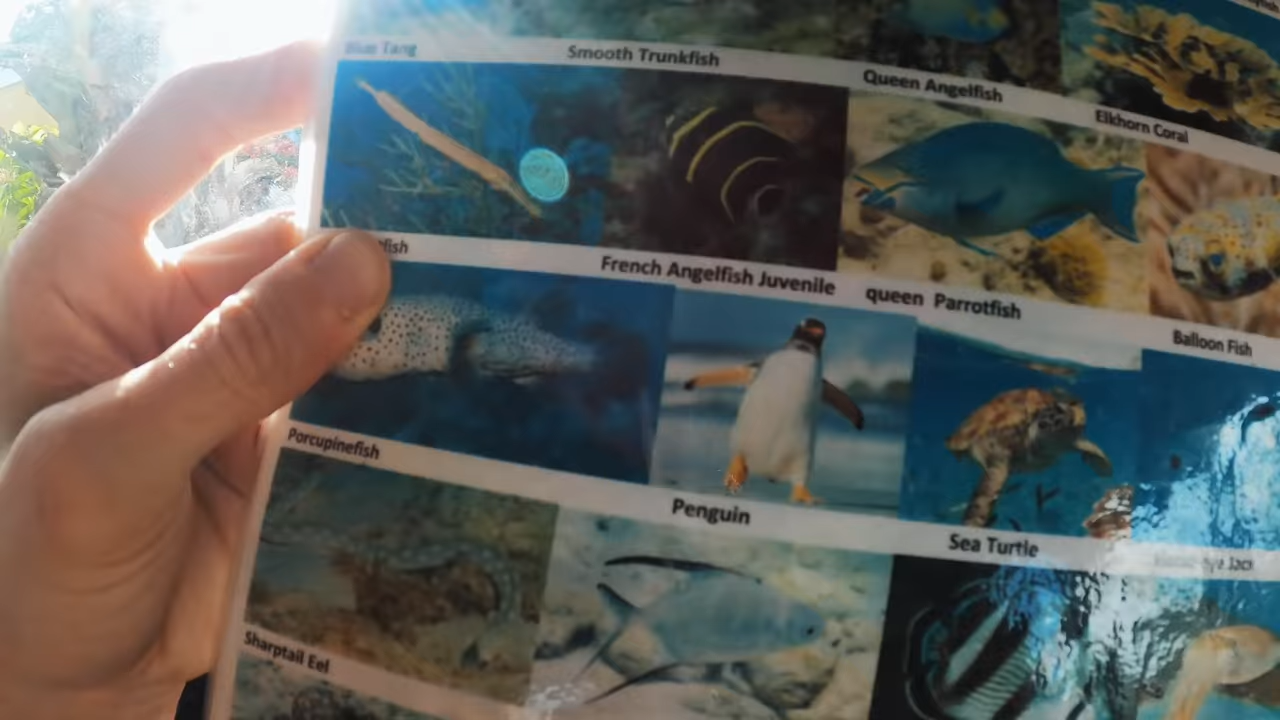 Blue Tang
Smooth Trunkfish
Queen Angelfish
Elkhorn Coral
fish
French Angelfish Juvenile
queen Parrotfish
Balloon Fish
Porcupinefish
Penguin
Sea Turtle
Sharptail Eel